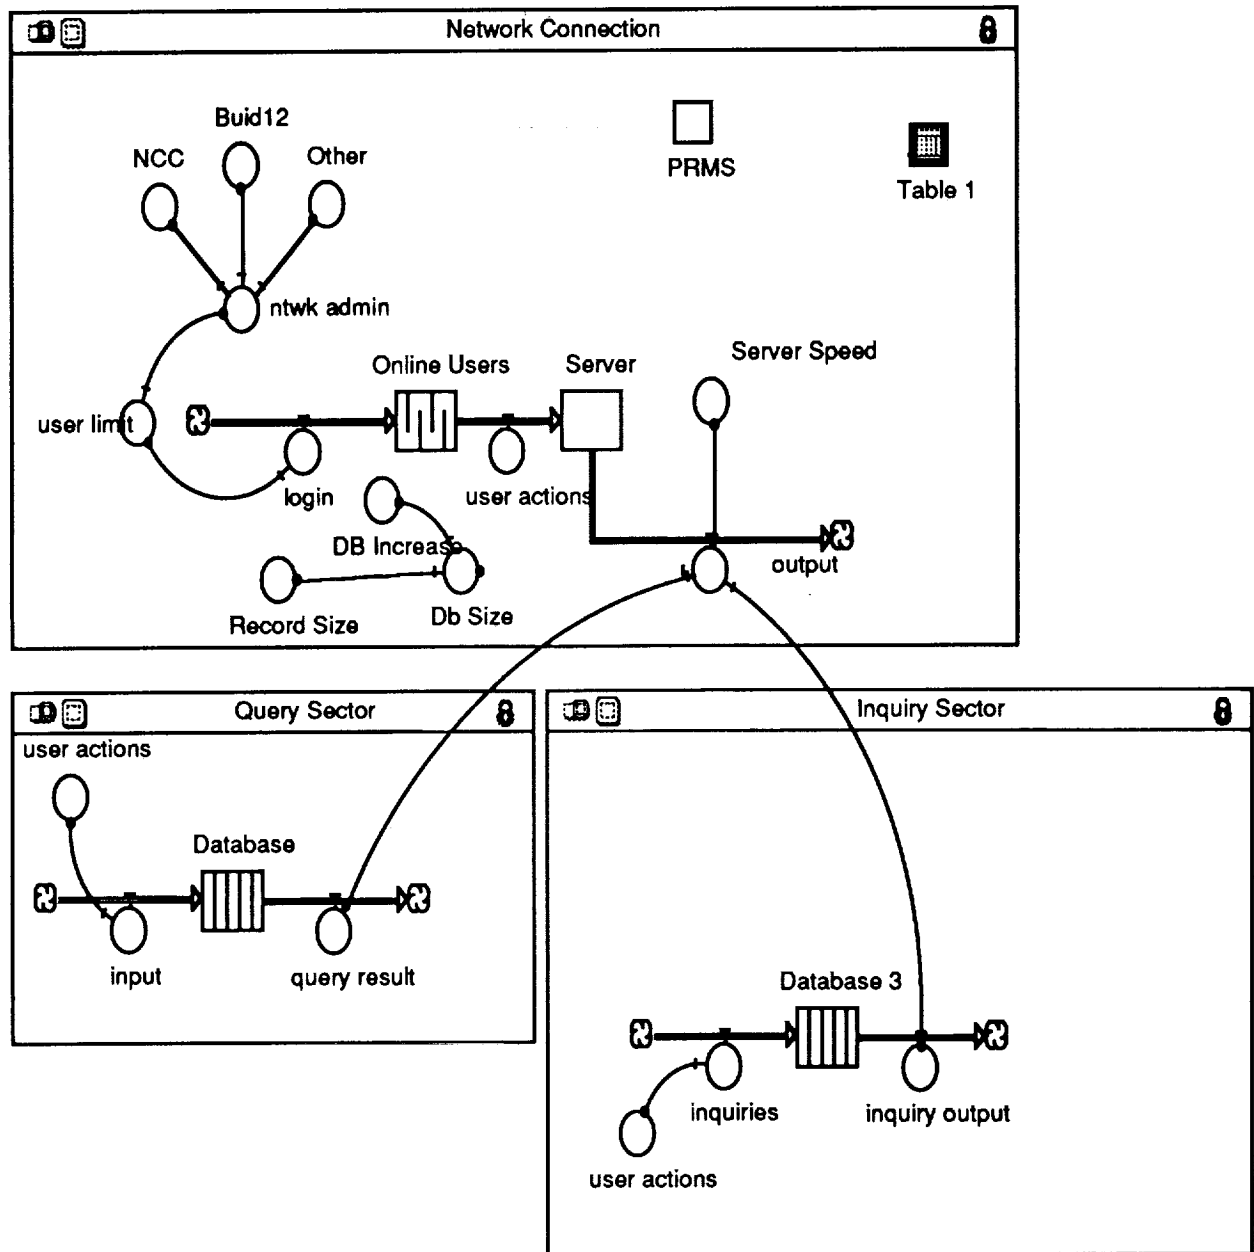 Network Connection
Buid12
NCC
Other
PRMS
Table 1
ntwk admin
Online Users
Server
Server Speed
user limit
login
user actions
DB Increase
output
Record Size
Db Size
Query Sector
user actions
Database
input
query result
Inquiry Sector
Database 3
inquiries
inquiry output
user actions